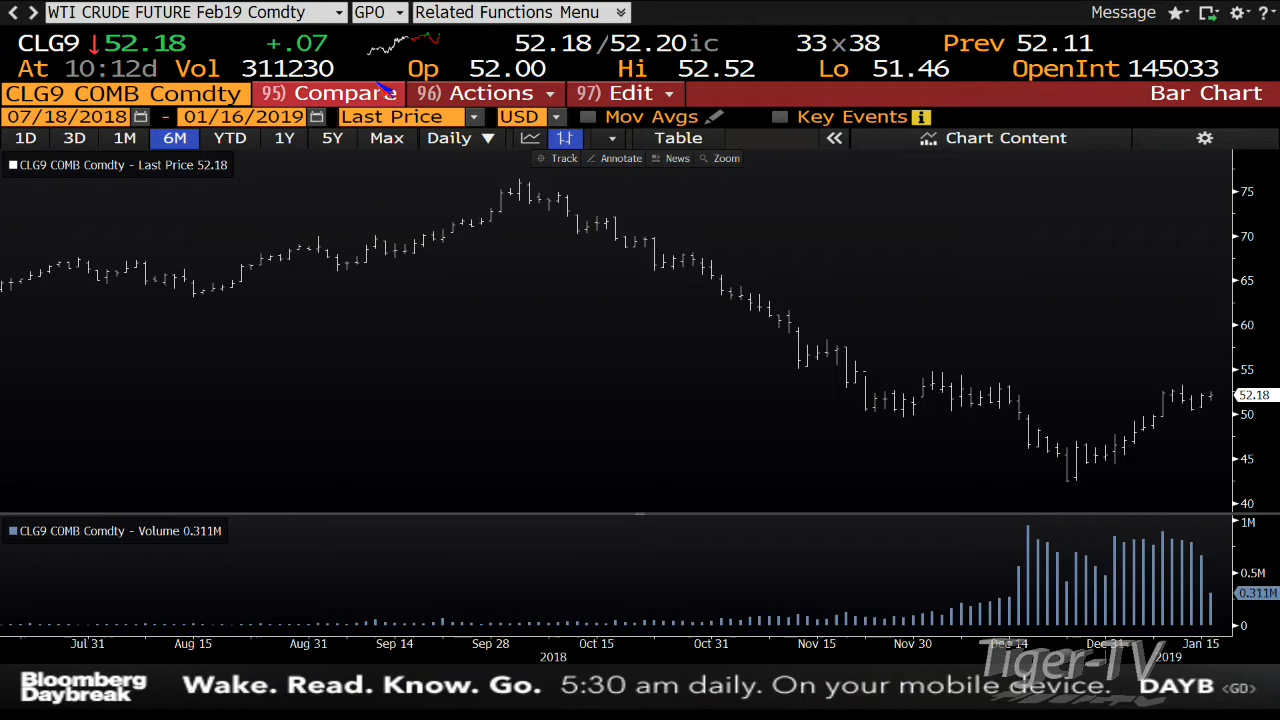 WTI CRUDE FUTURE Feb19 Comdty GPO Related Functions Menu Message ?
CLG9 52.18 +.07 52.18/52.20ic 33x38 Prev 52.11
At 10:12d Vol 311230 Op 52.00 Hi 52.52 Lo 51.46 OpenInt 145033
CLG9 COMB Comdty 95) Compare 96) Actions 97) Edit Bar Chart
07/18/2018 - 01/16/2019 Last Price USD Mov Avgs Key Events i
1D 3D 1M 6M YTD 1Y 5Y Max Daily Table Chart Content
Track Annotate News Zoom
CLG9 COMB Comdty - Last Price 52.18
75
70
65
60
55
52.18
50
45
40
CLG9 COMB Comdty - Volume 0.311M
1M
0.5M
0.311M
0
Jul 31 Aug 15 Aug 31 Sep 14 Sep 28 Oct 15 Oct 31 Nov 15 Nov 30 Dec 14 Dec 31 Jan 15
2018 2019
Tiger-TV
Bloomberg Daybreak Wake. Read. Know. Go. 5:30 am daily. On your mobile device. DAYB <GO>